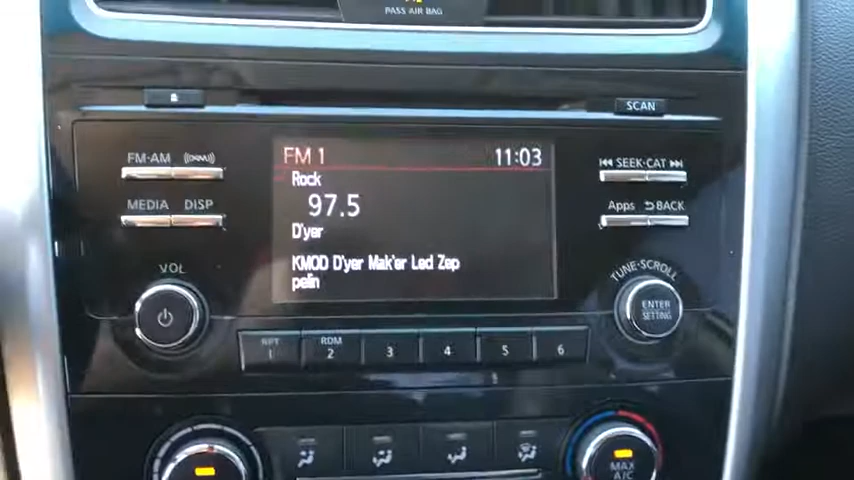 PASS AIR BAG
SCAN
FM·AM ((SXM))
FM 1 11:03
SEEK·CAT
Rock
MEDIA DISP
97.5
Apps BACK
D'yer
KMOD D'yer Mak'er Led Zep
pelin
VOL
TUNE·SCROLL
ENTER
SETTING
RPT
1
RDM
2
3
4
5
6
MAX
A/C